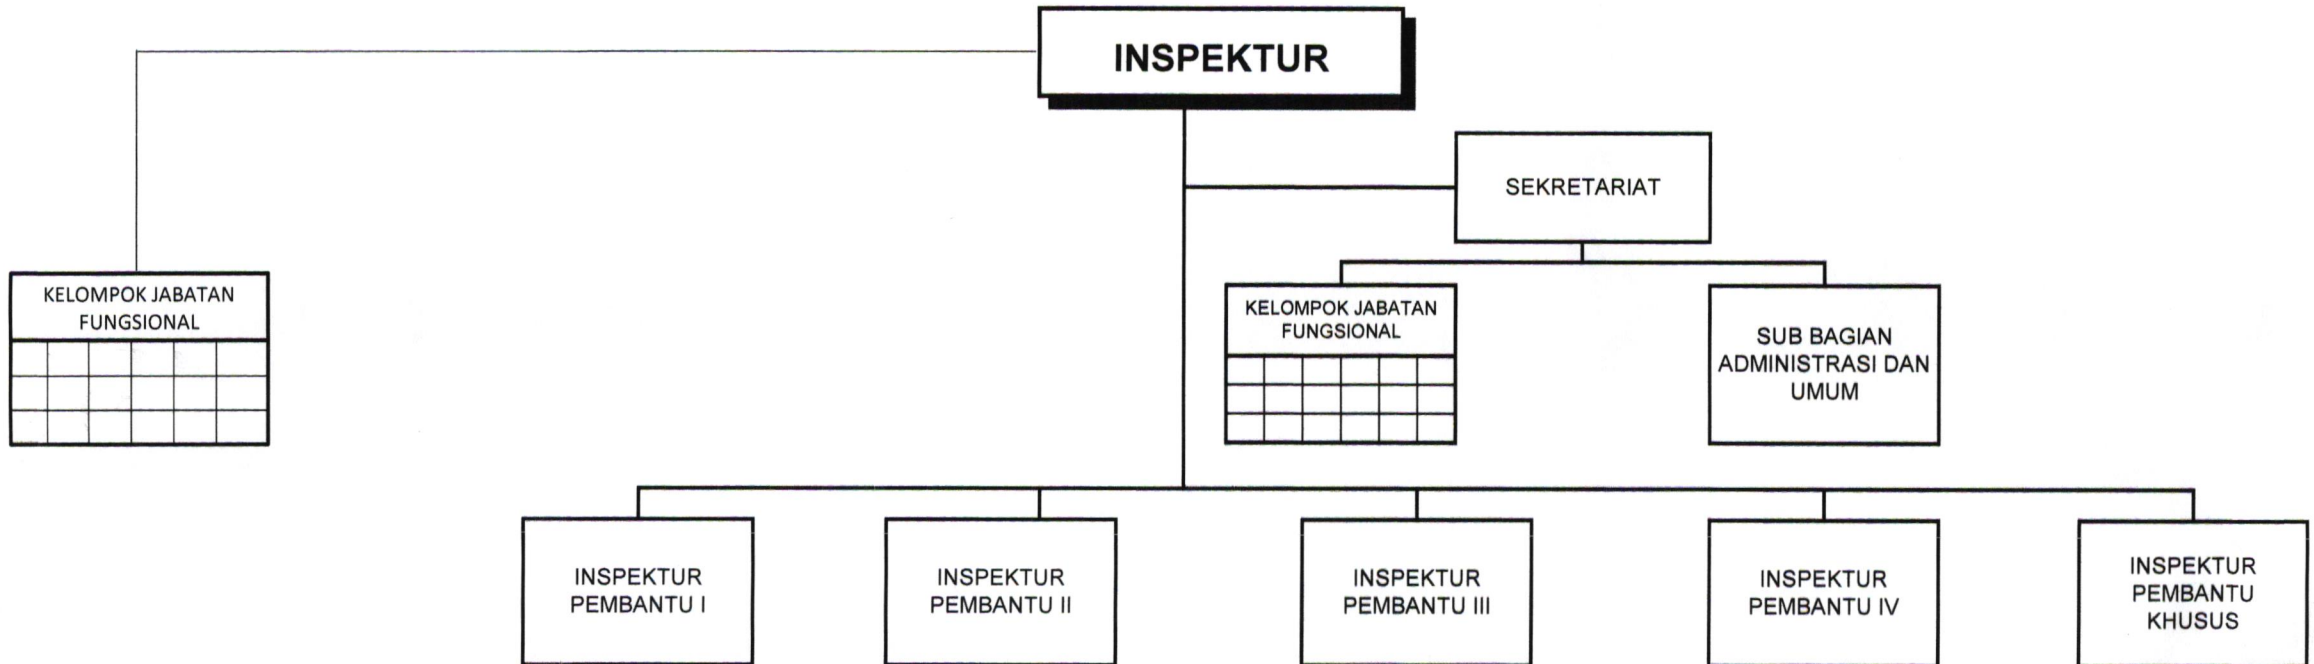 INSPEKTUR
SEKRETARIAT
KELOMPOK JABATAN
FUNGSIONAL
KELOMPOK JABATAN
FUNGSIONAL
SUB BAGIAN
ADMINISTRASI DAN
UMUM
INSPEKTUR
PEMBANTU I
INSPEKTUR
PEMBANTU II
INSPEKTUR
PEMBANTU III
INSPEKTUR
PEMBANTU IV
INSPEKTUR
PEMBANTU
KHUSUS